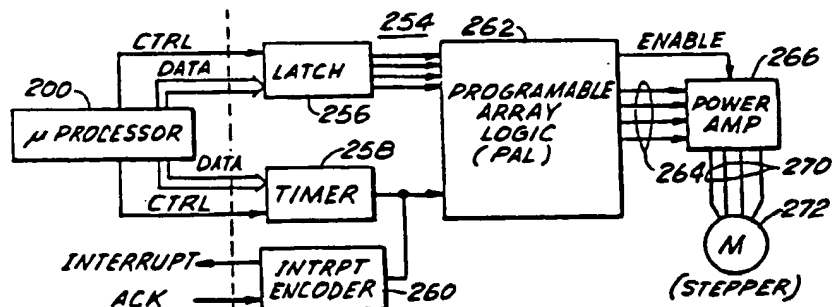 CTRL
254
262
ENABLE
266
DATA
LATCH
256
200
μ PROCESSOR
PROGRAMABLE
ARRAY
LOGIC
(PAL)
POWER
AMP
264
270
258
DATA
TIMER
CTRL
272
M
(STEPPER)
INTERRUPT
INTRPT
ENCODER
260
ACK